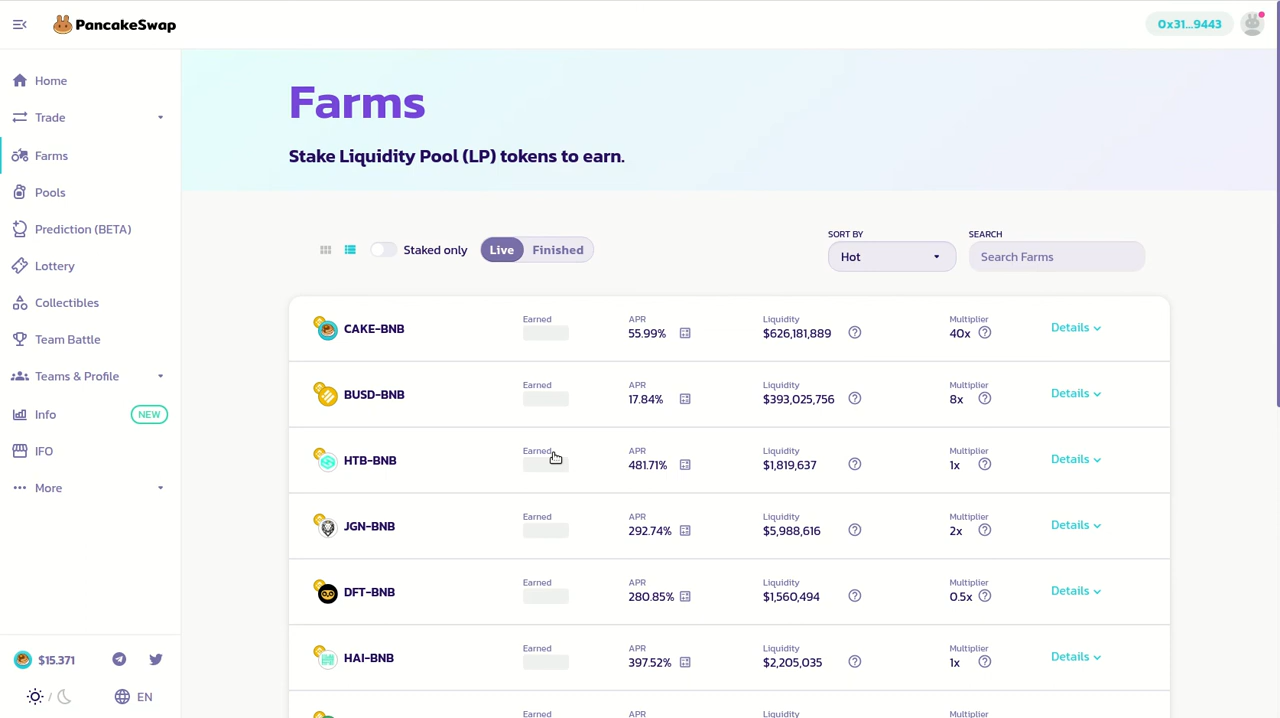 PancakeSwap
0x31...9443
Home
Trade
Farms
Pools
Prediction (BETA)
Lottery
Collectibles
Team Battle
Teams & Profile
Info NEW
IFO
More
$15.371
EN
Farms
Stake Liquidity Pool (LP) tokens to earn.
Staked only Live Finished
SORT BY
Hot
SEARCH
Search Farms
CAKE-BNB
Earned
APR
55.99%
Liquidity
$626,181,889
Multiplier
40x
Details
BUSD-BNB
Earned
APR
17.84%
Liquidity
$393,025,756
Multiplier
8x
Details
HTB-BNB
Earned
APR
481.71%
Liquidity
$1,819,637
Multiplier
1x
Details
JGN-BNB
Earned
APR
292.74%
Liquidity
$5,988,616
Multiplier
2x
Details
DFT-BNB
Earned
APR
280.85%
Liquidity
$1,560,494
Multiplier
0.5x
Details
HAI-BNB
Earned
APR
397.52%
Liquidity
$2,205,035
Multiplier
1x
Details
Earned
APR
Liquidity
Multiplier